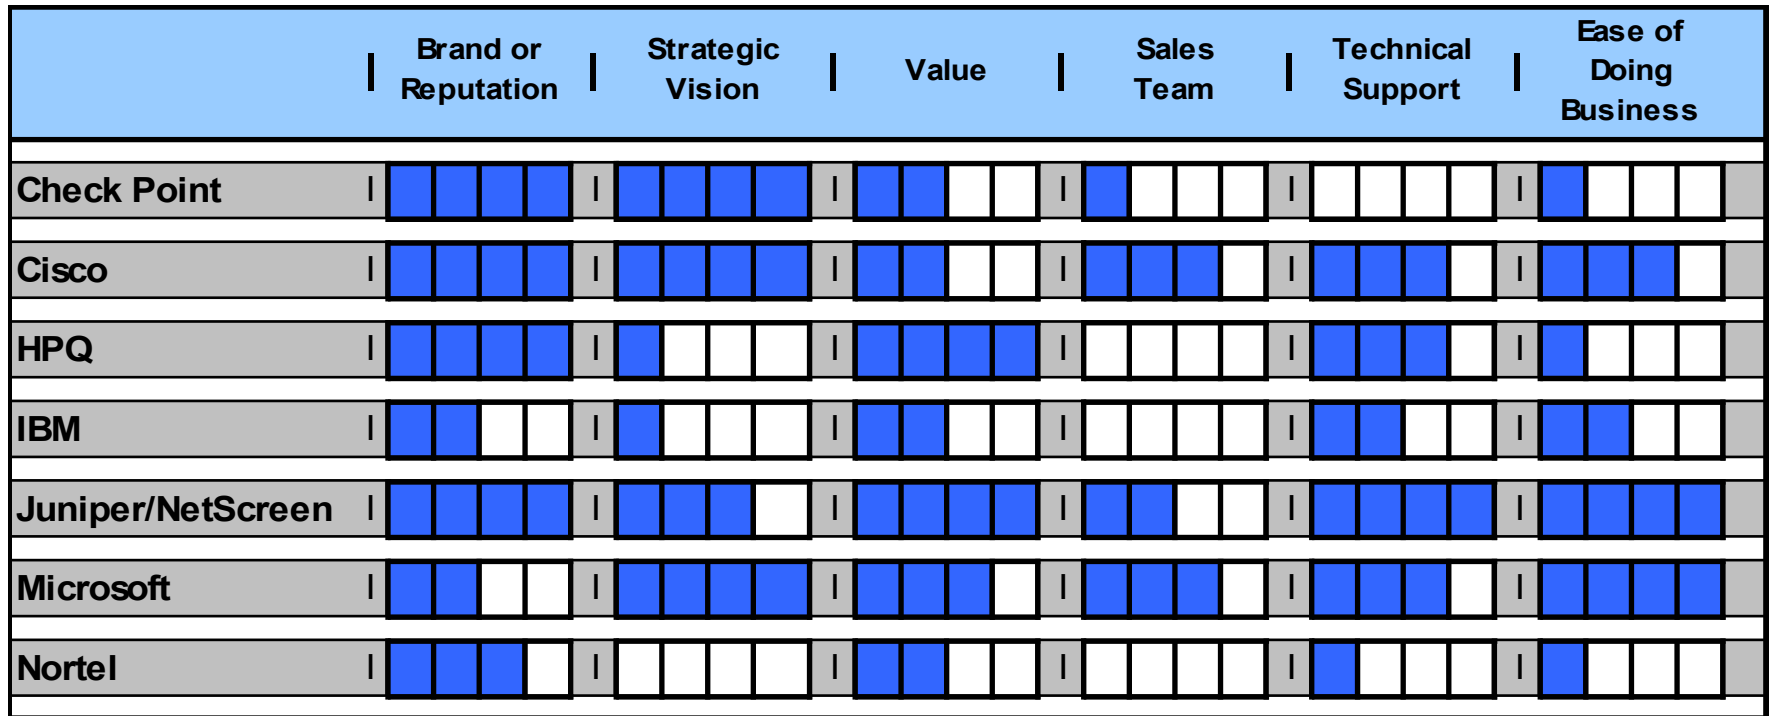 Brand or
Reputation
Strategic
Vision
Value
Sales
Team
Technical
Support
Ease of
Doing
Business
Check Point
Cisco
HPQ
IBM
Juniper/NetScreen
Microsoft
Nortel